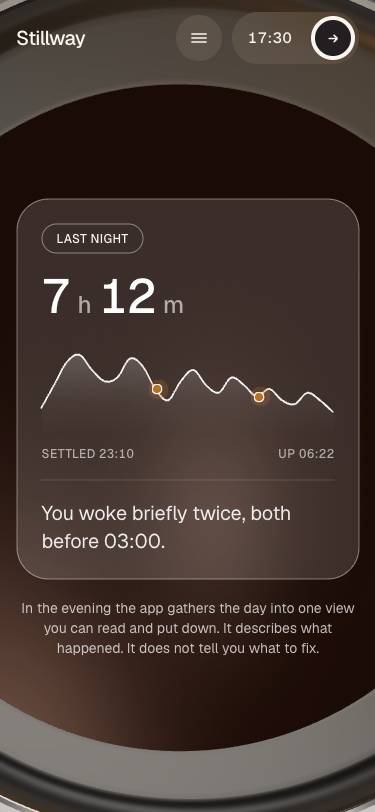 Stillway
17:30
LAST NIGHT
7 h 12 m
SETTLED 23:10
UP 06:22
You woke briefly twice, both
before 03:00.
In the evening the app gathers the day into one view
you can read and put down. It describes what
happened. It does not tell you what to fix.